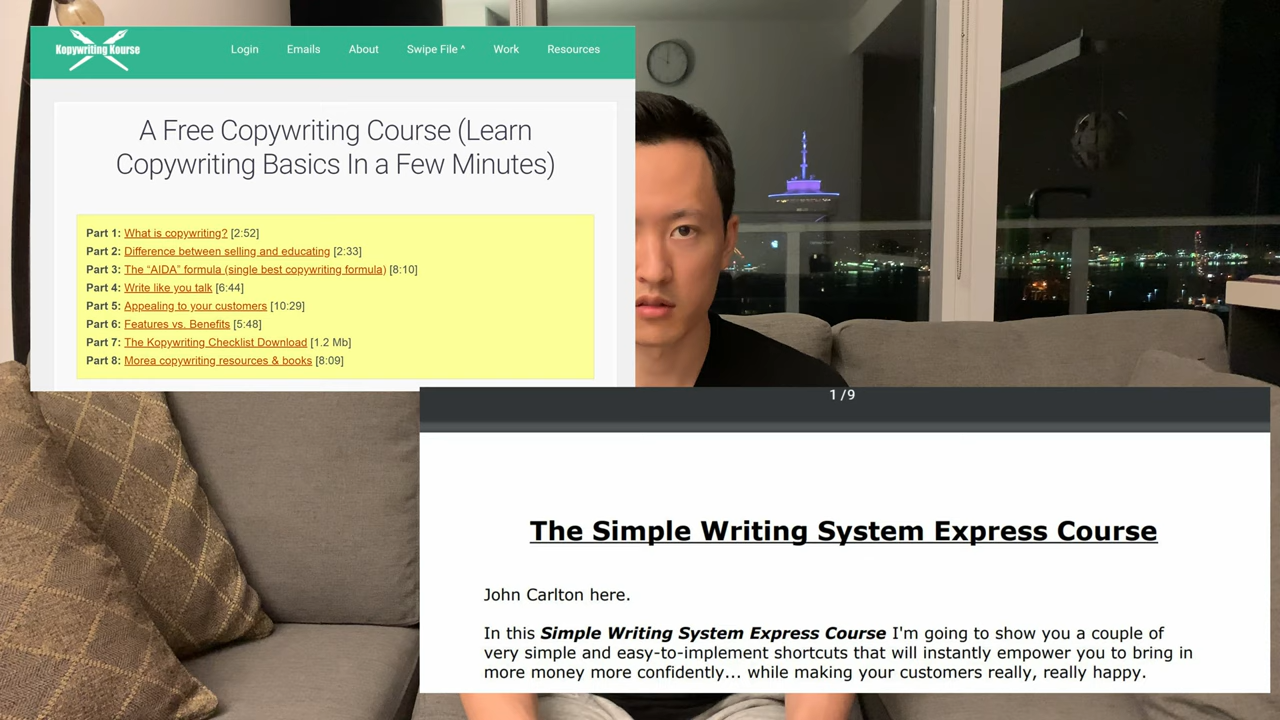 Kopywriting Kourse
Login Emails About Swipe File ^ Work Resources
A Free Copywriting Course (Learn
Copywriting Basics In a Few Minutes)
Part 1: What is copywriting? [2:52]
Part 2: Difference between selling and educating [2:33]
Part 3: The “AIDA” formula (single best copywriting formula) [8:10]
Part 4: Write like you talk [6:44]
Part 5: Appealing to your customers [10:29]
Part 6: Features vs. Benefits [5:48]
Part 7: The Kopywriting Checklist Download [1.2 Mb]
Part 8: Morea copywriting resources & books [8:09]
1 /9
The Simple Writing System Express Course
John Carlton here.
In this Simple Writing System Express Course I'm going to show you a couple of
very simple and easy-to-implement shortcuts that will instantly empower you to bring in
more money more confidently... while making your customers really, really happy.